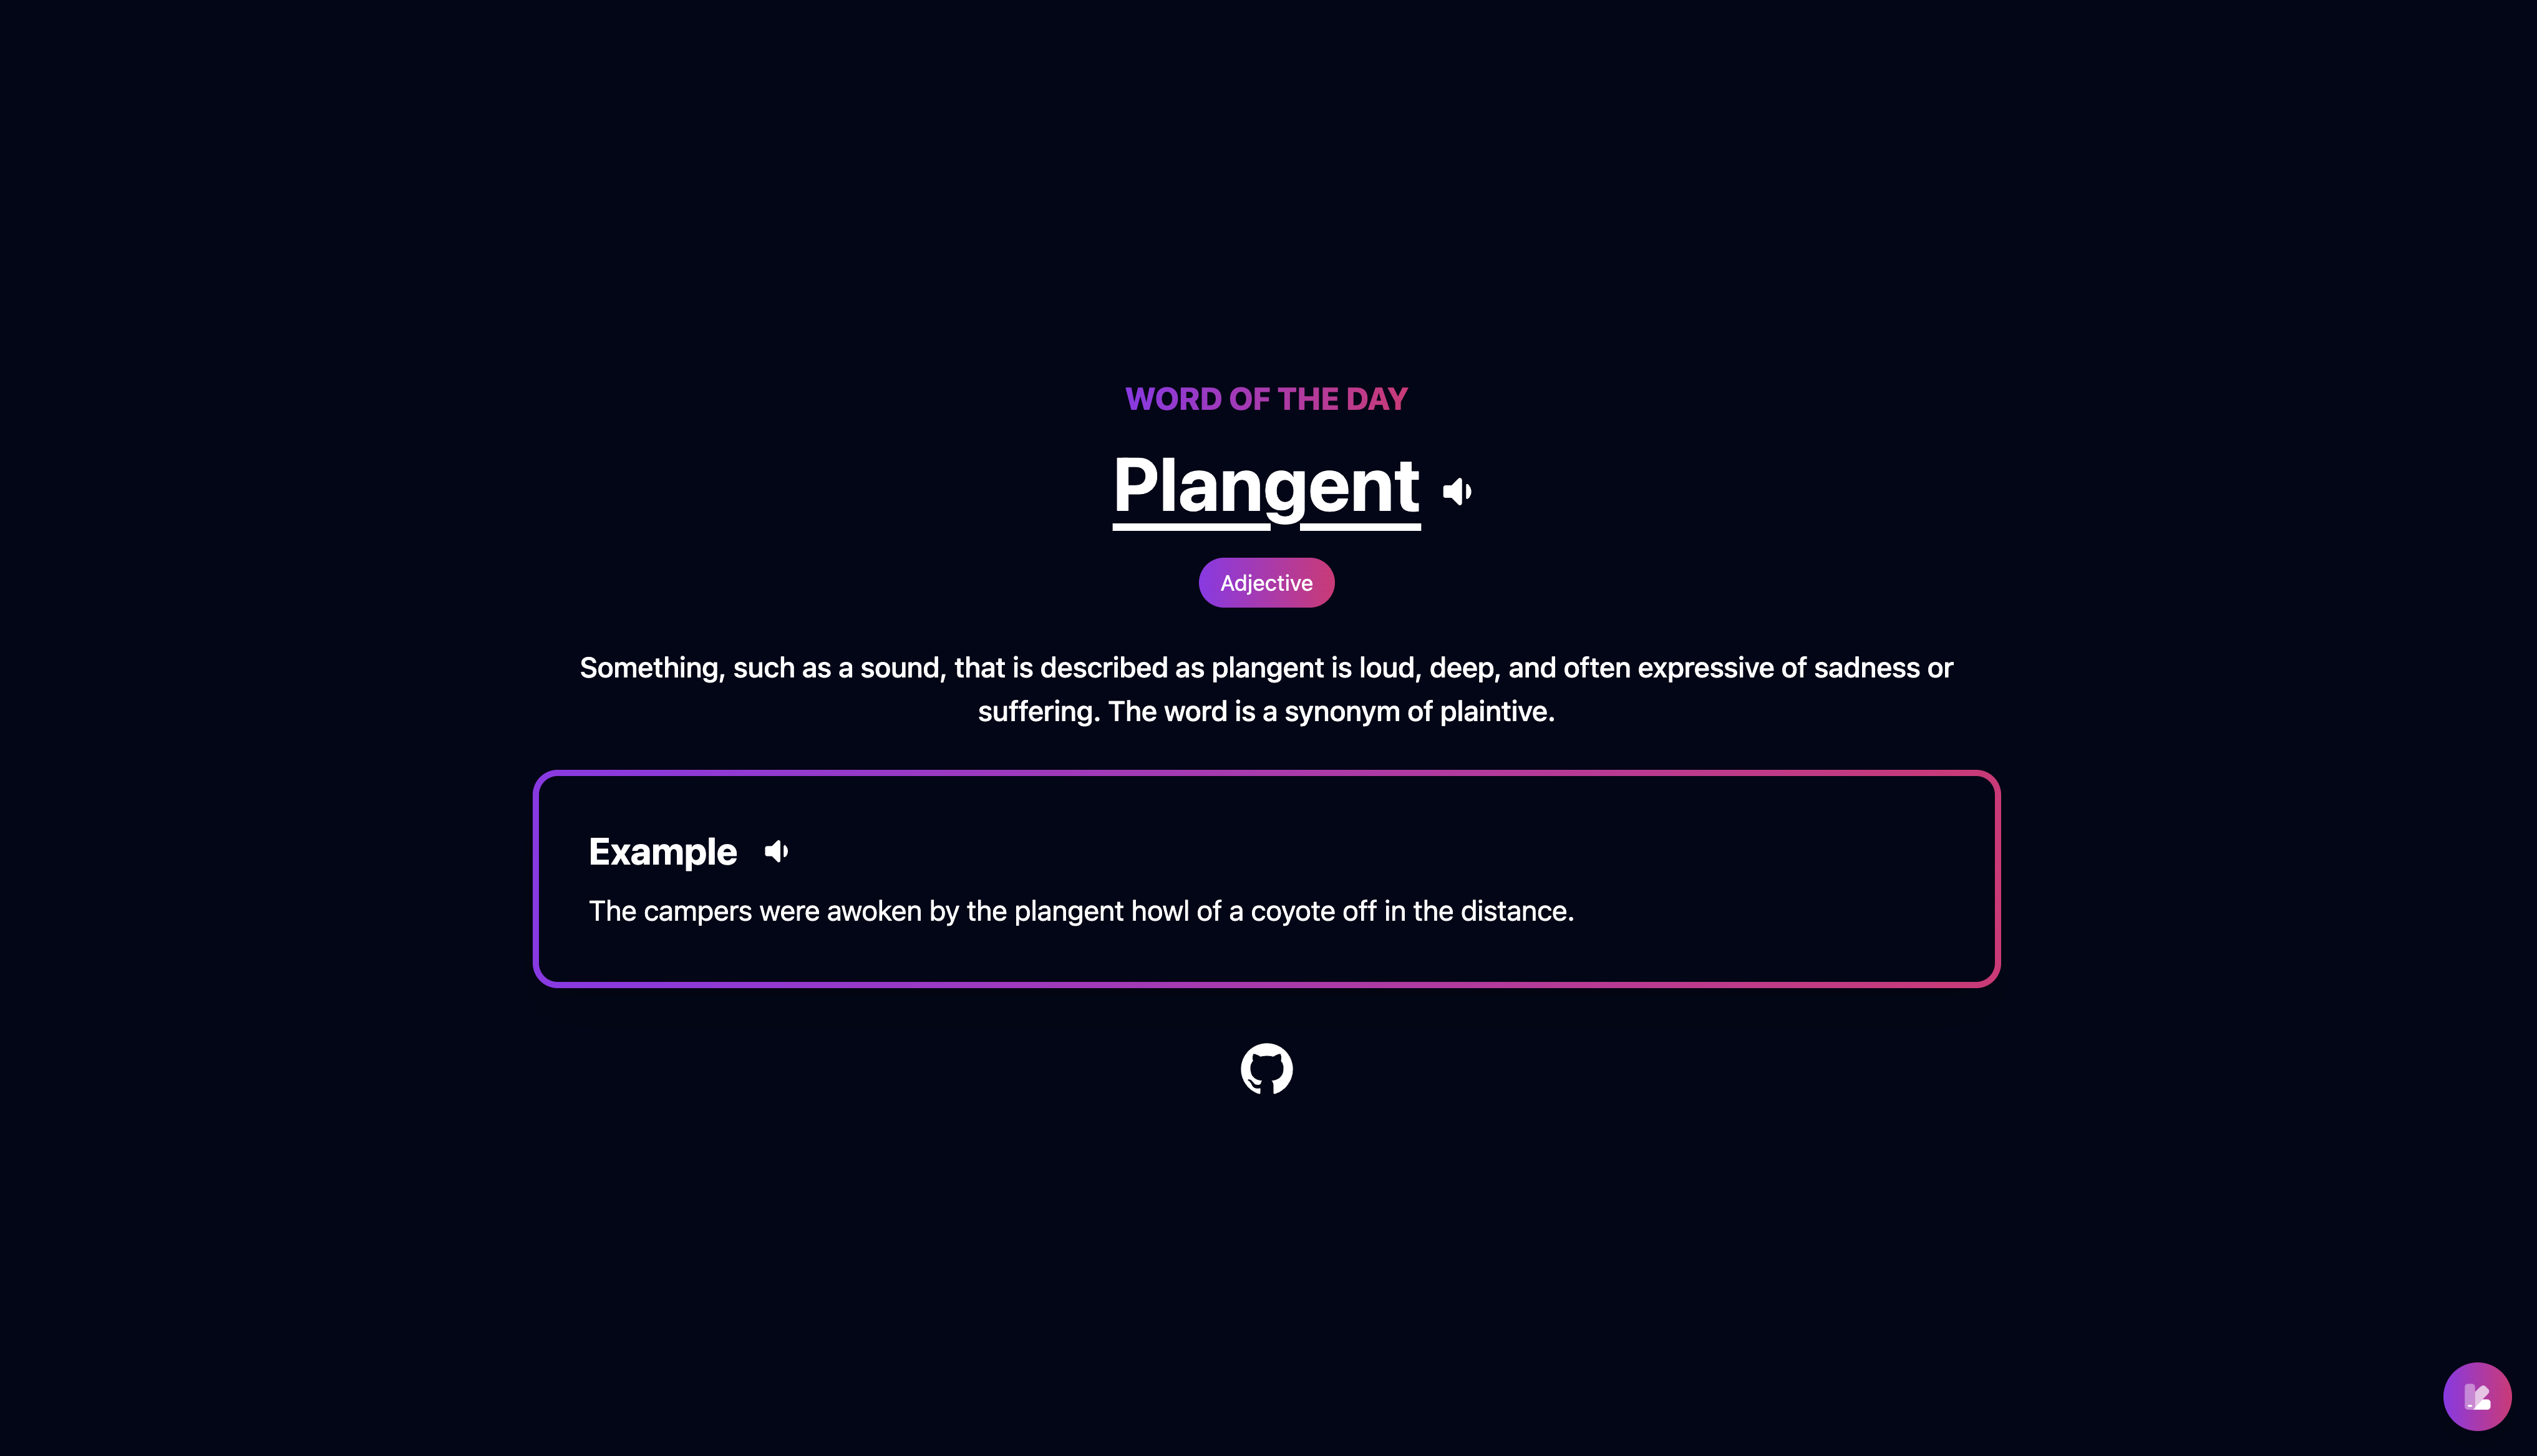 WORD OF THE DAY
Plangent
Adjective
Something, such as a sound, that is described as plangent is loud, deep, and often expressive of sadness or
suffering. The word is a synonym of plaintive.
Example
The campers were awoken by the plangent howl of a coyote off in the distance.